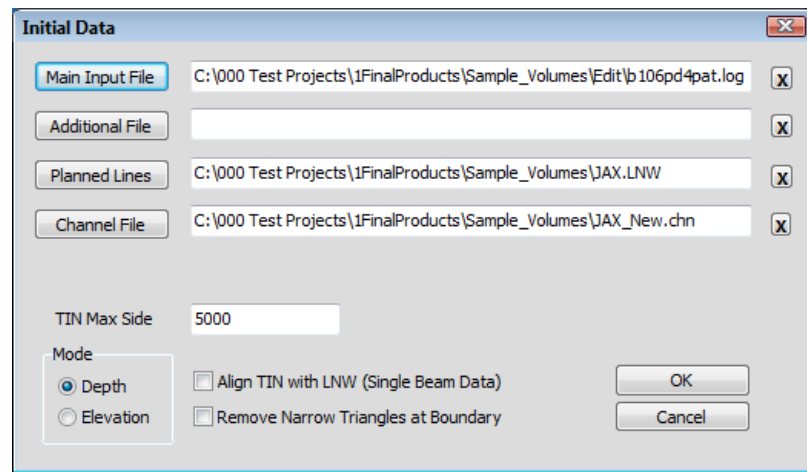 Initial Data
Main Input File C:\000 Test Projects\1FinalProducts\Sample_Volumes\Edit\b106pd4pat.log X
Additional File X
Planned Lines C:\000 Test Projects\1FinalProducts\Sample_Volumes\JAX.LNW X
Channel File C:\000 Test Projects\1FinalProducts\Sample_Volumes\JAX_New.chn X
TIN Max Side 5000
Mode
Depth Align TIN with LNW (Single Beam Data) OK
Elevation Remove Narrow Triangles at Boundary Cancel